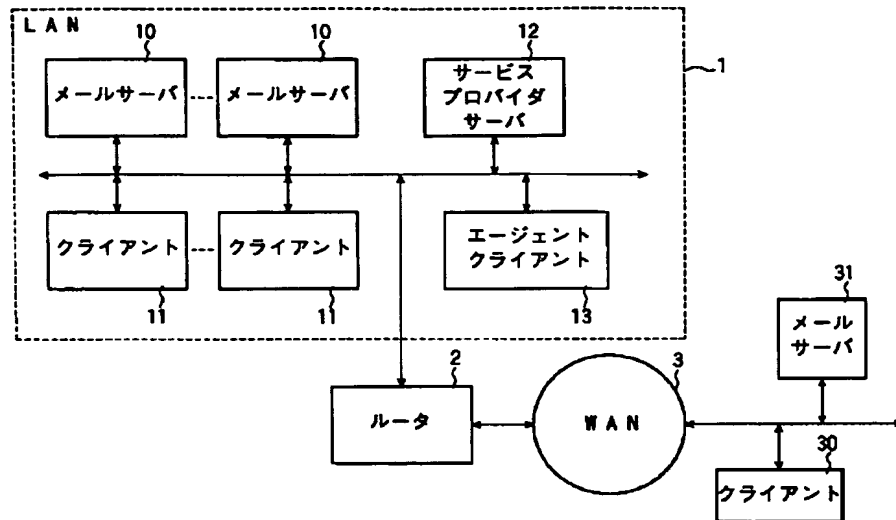 LAN
10
10
12
1
メールサーバ
メールサーバ
サービス
プロバイダ
サーバ
クライアント
クライアント
エージェント
クライアント
11
11
13
31
メール
サーバ
2
3
ルータ
WAN
30
クライアント